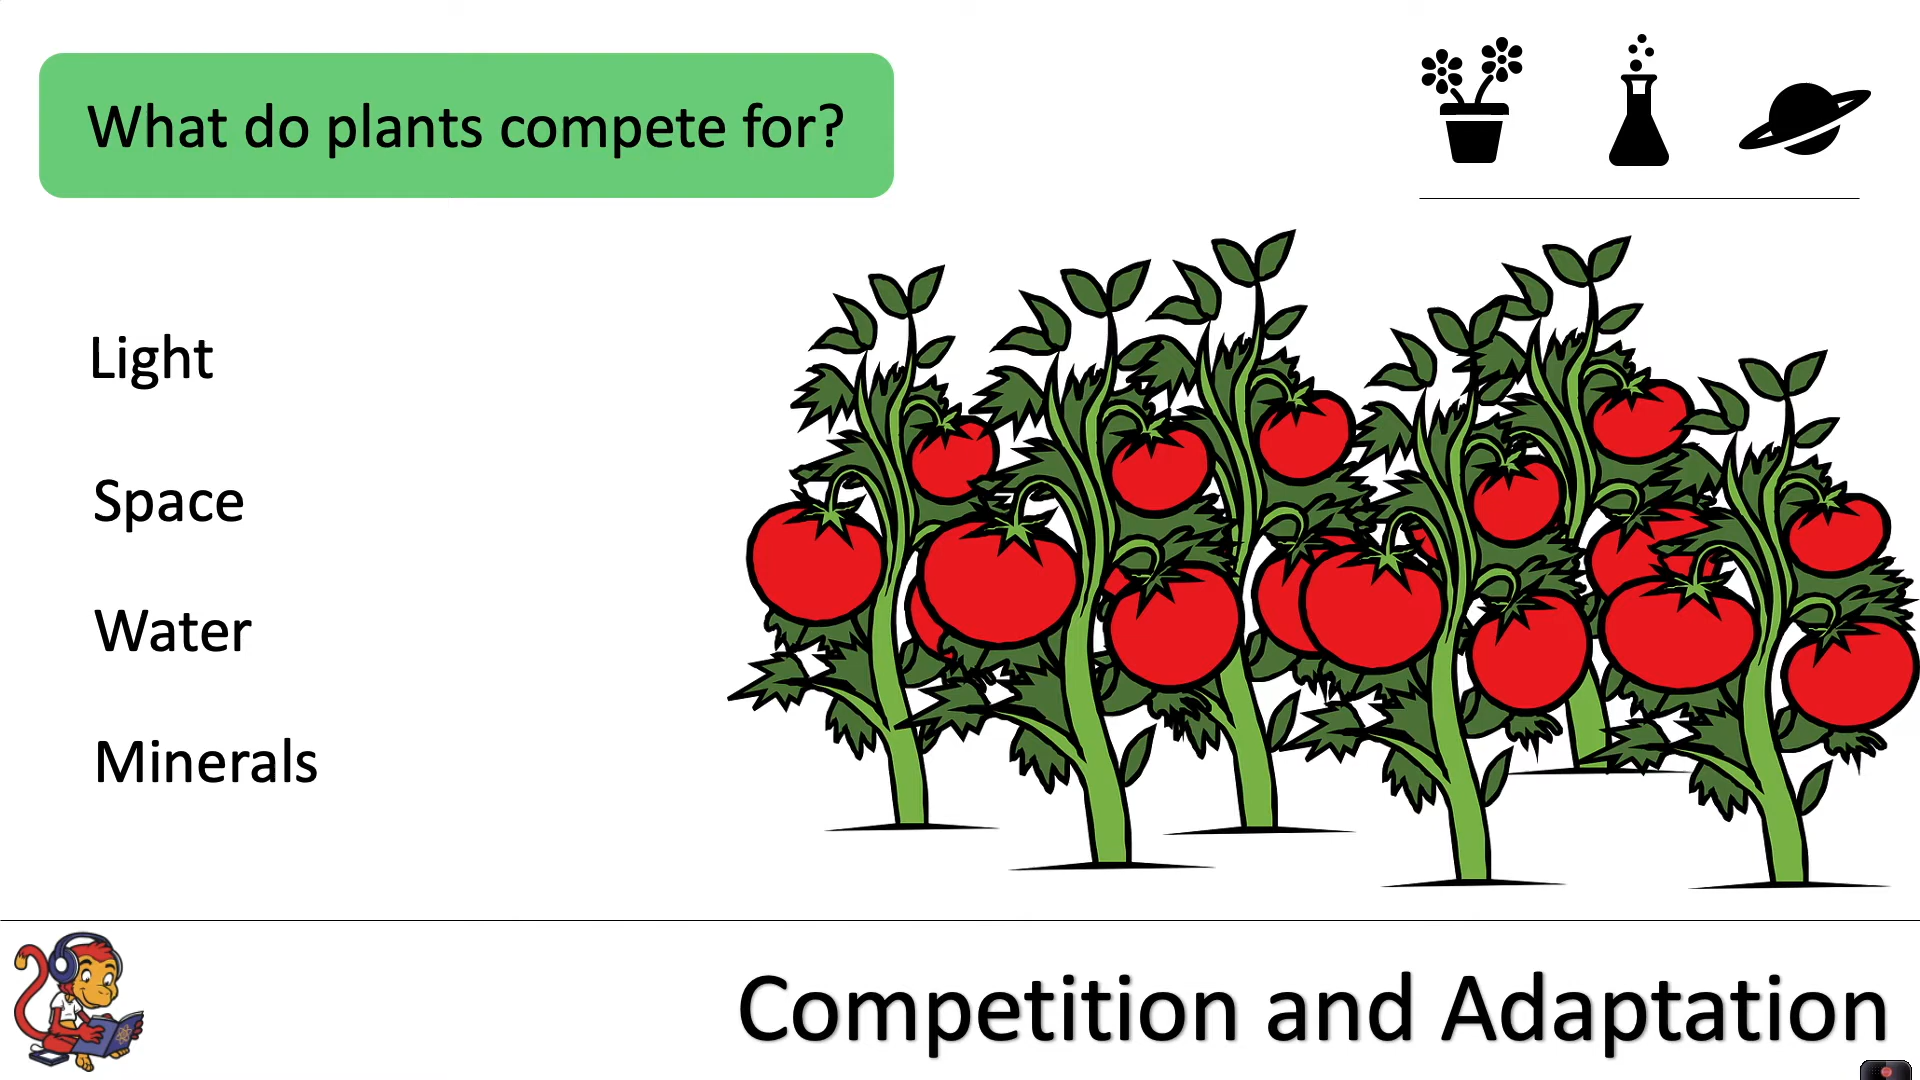 What do plants compete for?
Light
Space
Water
Minerals
Competition and Adaptation